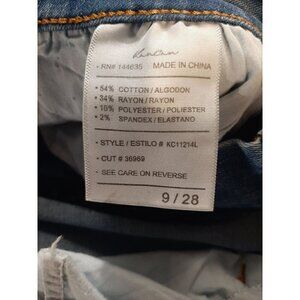 KanCan
• RN# 144635 MADE IN CHINA
• 54% COTTON / ALGODON
• 34% RAYON / RAYON
• 10% POLYESTER / POLIESTER
• 2% SPANDEX / ELASTANO
• STYLE / ESTILO # KC11214L
• CUT # 36969
• SEE CARE ON REVERSE
9 / 28